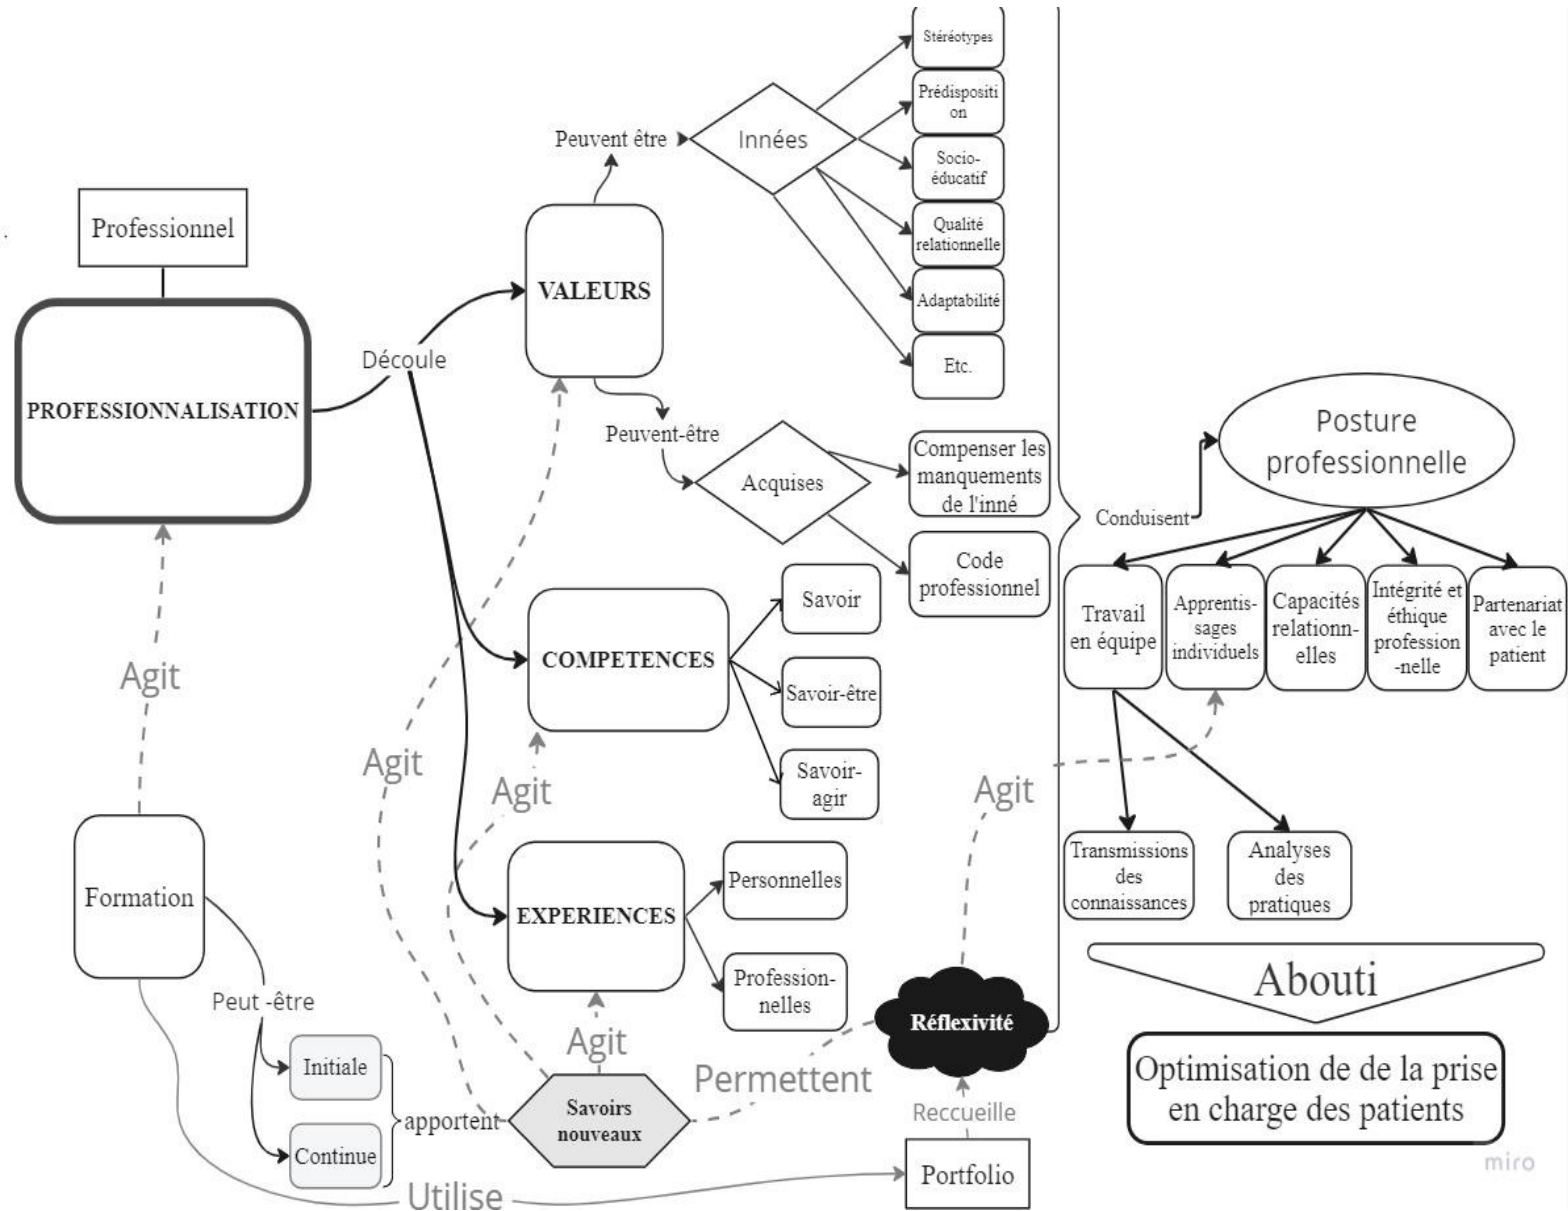 Professionnel
PROFESSIONNALISATION
Découle
VALEURS
Peuvent être
Innées
Stéréotypes
Prédispositi
on
Socio-
éducatif
Qualité
relationnelle
Adaptabilité
Etc.
Peuvent-être
Acquises
Compenser les
manquements
de l'inné
Code
professionnel
COMPETENCES
Savoir
Savoir-être
Savoir-
agir
EXPERIENCES
Personnelles
Profession-
nelles
Agit
Formation
Peut -être
Initiale
Continue
apportent
Savoirs
nouveaux
Agit
Agit
Agit
Permettent
Réflexivité
Agit
Reccueille
Portfolio
Utilise
Conduisent
Posture
professionnelle
Travail
en équipe
Apprentis-
sages
individuels
Capacités
relationn-
elles
Intégrité et
éthique
profession
-nelle
Partenariat
avec le
patient
Transmissions
des
connaissances
Analyses
des
pratiques
Abouti
Optimisation de de la prise
en charge des patients
miro